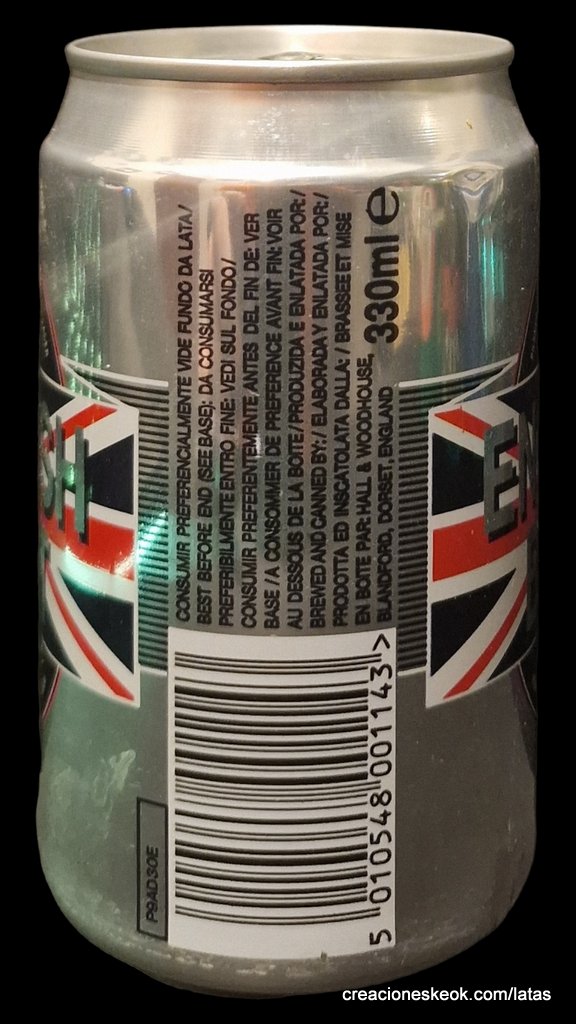 CONSUMIR PREFERENCIALMENTE VIDE FUNDO DA LATA/
BEST BEFORE END (SEE BASE); DA CONSUMARSI
PREFERIBILMENTE ENTRO FINE: VEDI SUL FONDO/
CONSUMIR PREFERENTEMENTE ANTES DEL FIN DE: VER
BASE / A CONSOMMER DE PREFERENCE AVANT FIN: VOIR
AU DESSOUS DE LA BOITE / PRODUZIDA E ENLATADA POR:/
BREWED AND CANNED BY:/ ELABORADA Y ENLATADA POR:/
PRODOTTA ED INSCATOLATA DALLA: / BRASSEE ET MISE
EN BOITE PAR: HALL & WOODHOUSE,
BLANDFORD, DORSET, ENGLAND
330ml e
5 010548 001143 >
P9AD30E
SH
EN
creacioneskeok.com/latas